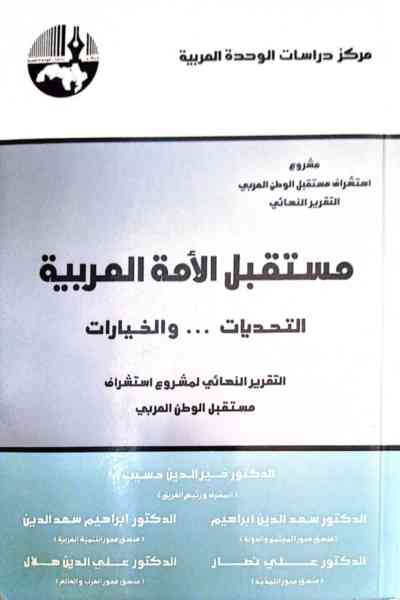 مركز دراسات الوحدة العربية
مشروع
استشراف مستقبل الوطن العربي
التقرير النهائي
مستقبل الأمة العربية
التحديات ... والخيارات
التقرير النهائي لمشروع استشراف
مستقبل الوطن العربي
الدكتور خير الدين حسيب
(المشرف ورئيس الفريق)
الدكتور سعد الدين ابراهيم الدكتور ابراهيم سعد الدين
(منسق محور المجتمع والدولة) (منسق محور التنمية العربية)
الدكتور علي نصار الدكتور علي الدين هلال
(منسق محور النمذجة) (منسق محور العرب والعالم)